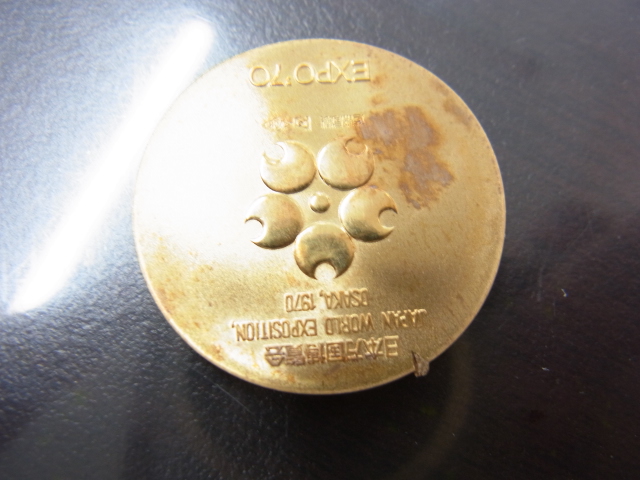 日本万国博覧会
JAPAN WORLD EXPOSITION,
OSAKA, 1970
EXPO'70